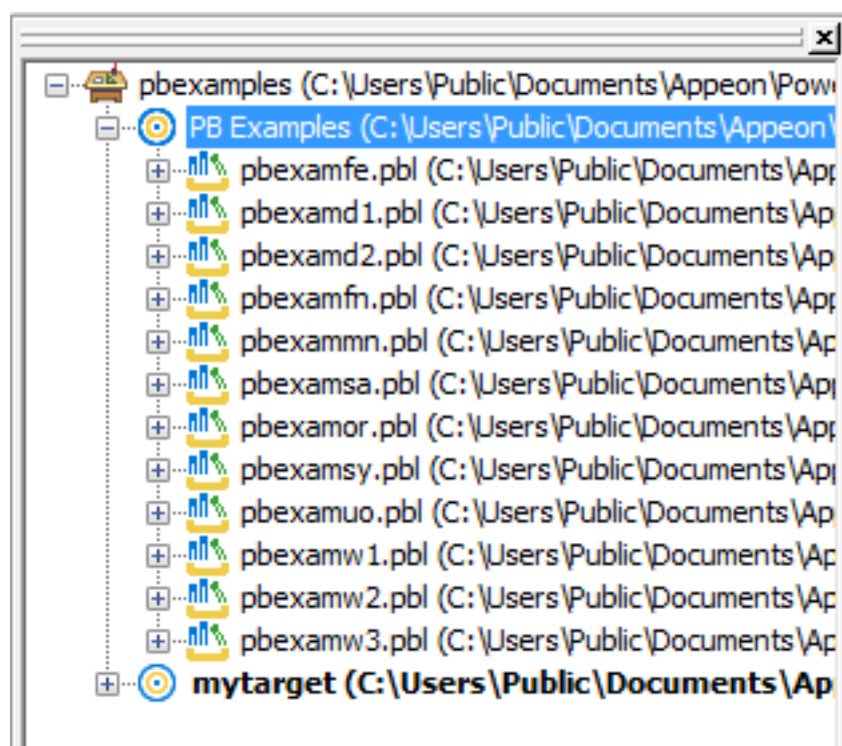 pbexamples (C:\Users\Public\Documents\Appeon\Pow
PB Examples (C:\Users\Public\Documents\Appeon\
pbexamfe.pbl (C:\Users\Public\Documents\App
pbexamd1.pbl (C:\Users\Public\Documents\Ap
pbexamd2.pbl (C:\Users\Public\Documents\Ap
pbexamfn.pbl (C:\Users\Public\Documents\App
pbexammn.pbl (C:\Users\Public\Documents\Ap
pbexamsa.pbl (C:\Users\Public\Documents\App
pbexamor.pbl (C:\Users\Public\Documents\App
pbexamsy.pbl (C:\Users\Public\Documents\App
pbexamuo.pbl (C:\Users\Public\Documents\Ap
pbexamw1.pbl (C:\Users\Public\Documents\Ap
pbexamw2.pbl (C:\Users\Public\Documents\Ap
pbexamw3.pbl (C:\Users\Public\Documents\Ap
mytarget (C:\Users\Public\Documents\Ap